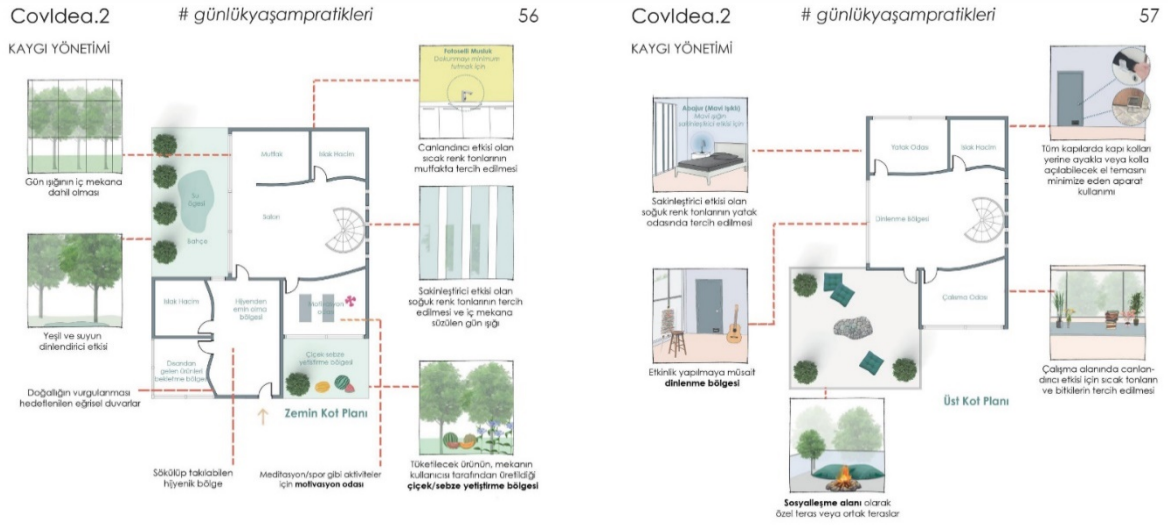 CovIdea.2
# günlükyaşampratikleri
56
KAYGI YÖNETİMİ
Gün ışığının iç mekana
dahil olması
Yeşil ve suyun
dinlendirici etkisi
Doğallığın vurgulanması
hedeflenilen eğrisel duvarlar
Sökülüp takılabilen
hijyenik bölge
Meditasyon/spor gibi aktiviteler
için motivasyon odası
Fotoselli Musluk
Dokunmayı minimum
tutmak için
Canlandırıcı etkisi olan
sıcak renk tonlarının
mutfakta tercih edilmesi
Sakinleştirici etkisi olan
soğuk renk tonlarının tercih
edilmesi ve iç mekana
süzülen gün ışığı
Tüketilecek ürünün, mekanın
kullanıcısı tarafından üretildiği
çiçek/sebze yetiştirme bölgesi
Mutfak
Islak Hacim
Su
Öğesi
Salon
Bahçe
Islak Hacim
Hijyenden
emin olma
bölgesi
Motivasyon
odası
Dışarıdan
gelen ürünleri
bekletme bölgesi
Çiçek sebze
yetiştirme bölgesi
Zemin Kot Planı
CovIdea.2
# günlükyaşampratikleri
57
KAYGI YÖNETİMİ
Abajur (Mavi Işıklı)
Mavi ışığın
sakinleştirici etkisi için
Sakinleştirici etkisi olan
soğuk renk tonlarının yatak
odasında tercih edilmesi
Etkinlik yapılmaya müsait
dinlenme bölgesi
Sosyalleşme alanı olarak
özel teras veya ortak teraslar
Yatak Odası
Islak Hacim
Dinlenme Bölgesi
Çalışma Odası
Üst Kot Planı
Tüm kapılarda kapı kolları
yerine ayakla veya kolla
açılabilecek el temasını
minimize eden aparat
kullanımı
Çalışma alanında canlan-
dırıcı etkisi için sıcak tonların
ve bitkilerin tercih edilmesi